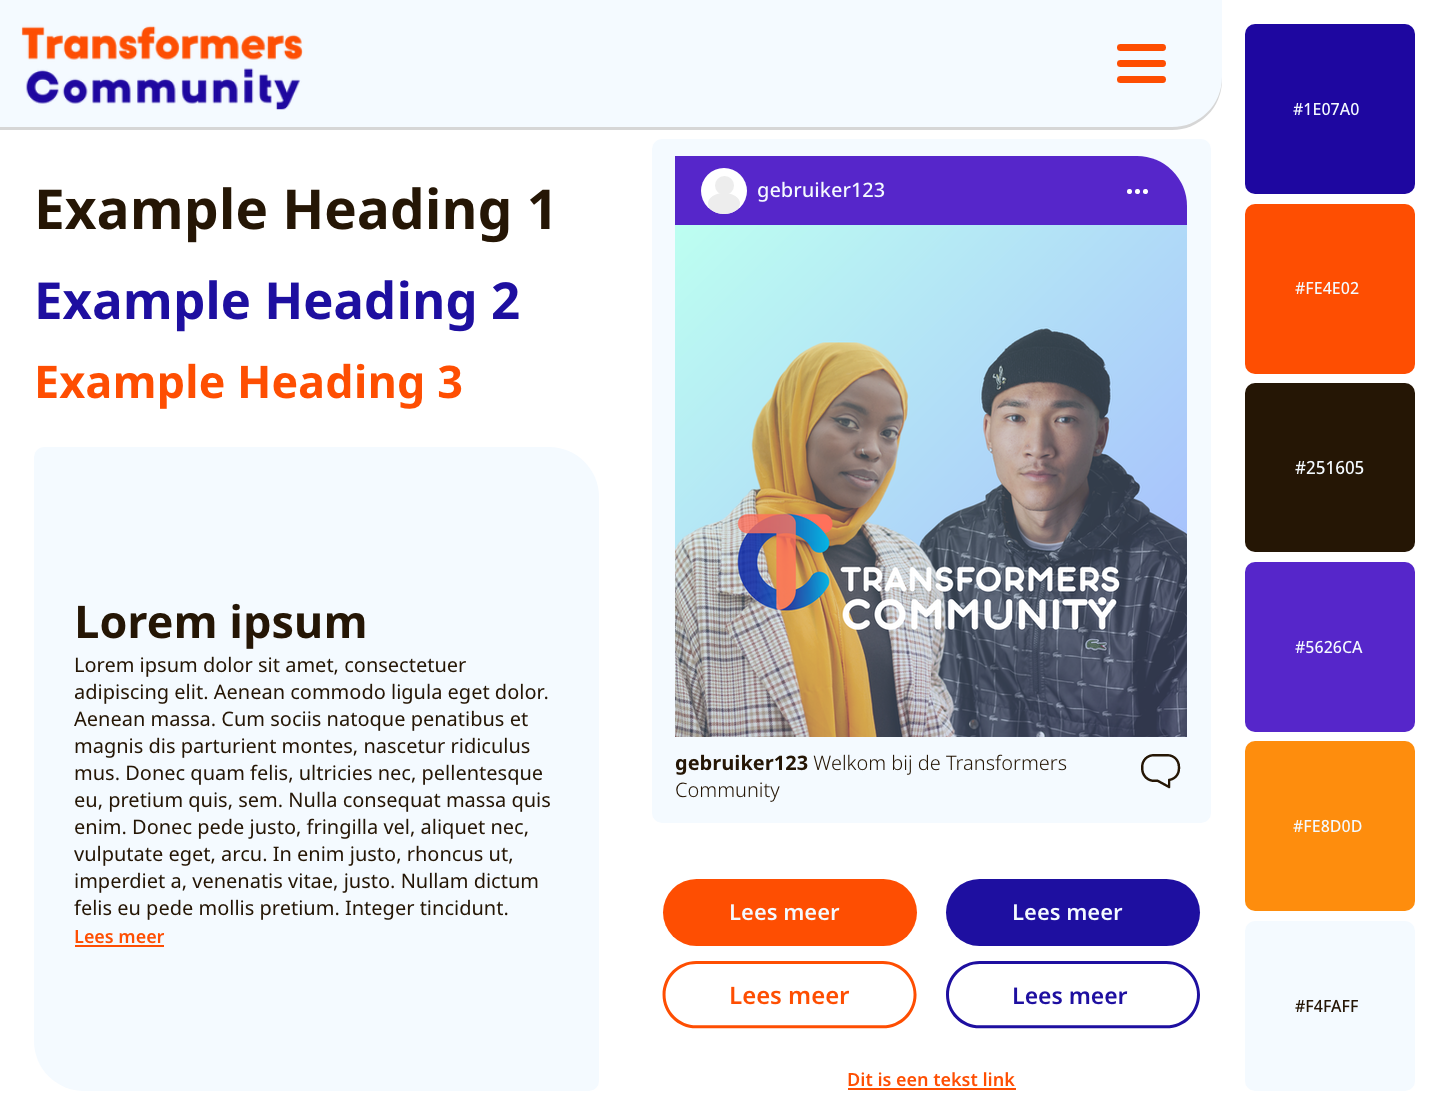 Transformers
Community
Example Heading 1
Example Heading 2
Example Heading 3
Lorem ipsum
Lorem ipsum dolor sit amet, consectetuer
adipiscing elit. Aenean commodo ligula eget dolor.
Aenean massa. Cum sociis natoque penatibus et
magnis dis parturient montes, nascetur ridiculus
mus. Donec quam felis, ultricies nec, pellentesque
eu, pretium quis, sem. Nulla consequat massa quis
enim. Donec pede justo, fringilla vel, aliquet nec,
vulputate eget, arcu. In enim justo, rhoncus ut,
imperdiet a, venenatis vitae, justo. Nullam dictum
felis eu pede mollis pretium. Integer tincidunt.
Lees meer
gebruiker123
TRANSFORMERS
COMMUNITY
gebruiker123 Welkom bij de Transformers
Community
Lees meer
Lees meer
Lees meer
Lees meer
Dit is een tekst link
#1E07A0
#FE4E02
#251605
#5626CA
#FE8D0D
#F4FAFF